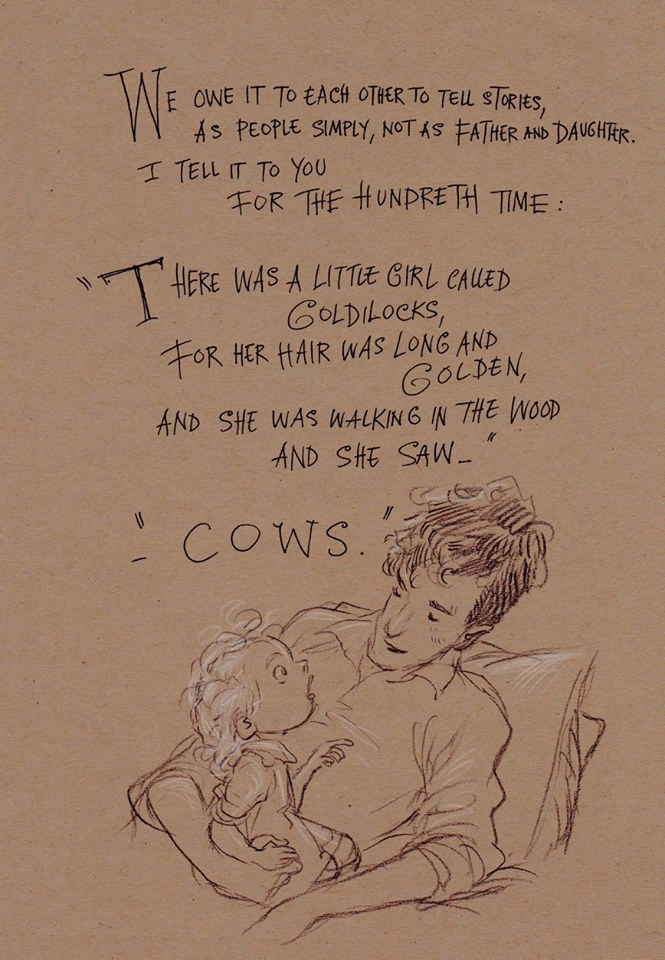 WE OWE IT TO EACH OTHER TO TELL STORIES,
AS PEOPLE SIMPLY, NOT AS FATHER AND DAUGHTER.
I TELL IT TO YOU
FOR THE HUNDRETH TIME:
"THERE WAS A LITTLE GIRL CALLED
GOLDILOCKS,
FOR HER HAIR WAS LONG AND
GOLDEN,
AND SHE WAS WALKING IN THE WOOD
AND SHE SAW_"
"_ COWS."